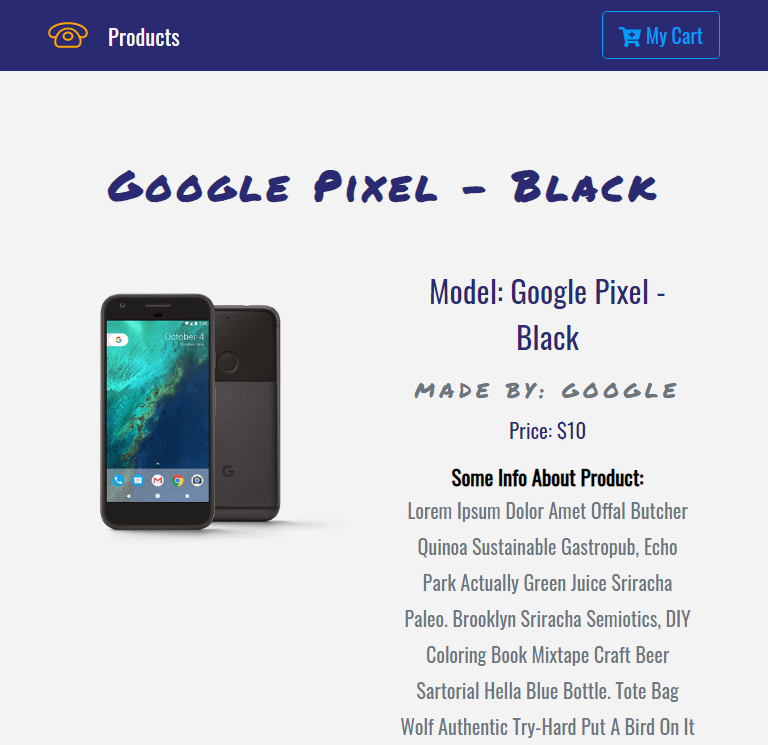 Products
My Cart
Google Pixel - Black
Model: Google Pixel -
Black
MADE BY: GOOGLE
Price: $10
Some Info About Product:
Lorem Ipsum Dolor Amet Offal Butcher
Quinoa Sustainable Gastropub, Echo
Park Actually Green Juice Sriracha
Paleo. Brooklyn Sriracha Semiotics, DIY
Coloring Book Mixtape Craft Beer
Sartorial Hella Blue Bottle. Tote Bag
Wolf Authentic Try-Hard Put A Bird On It
October 4
G